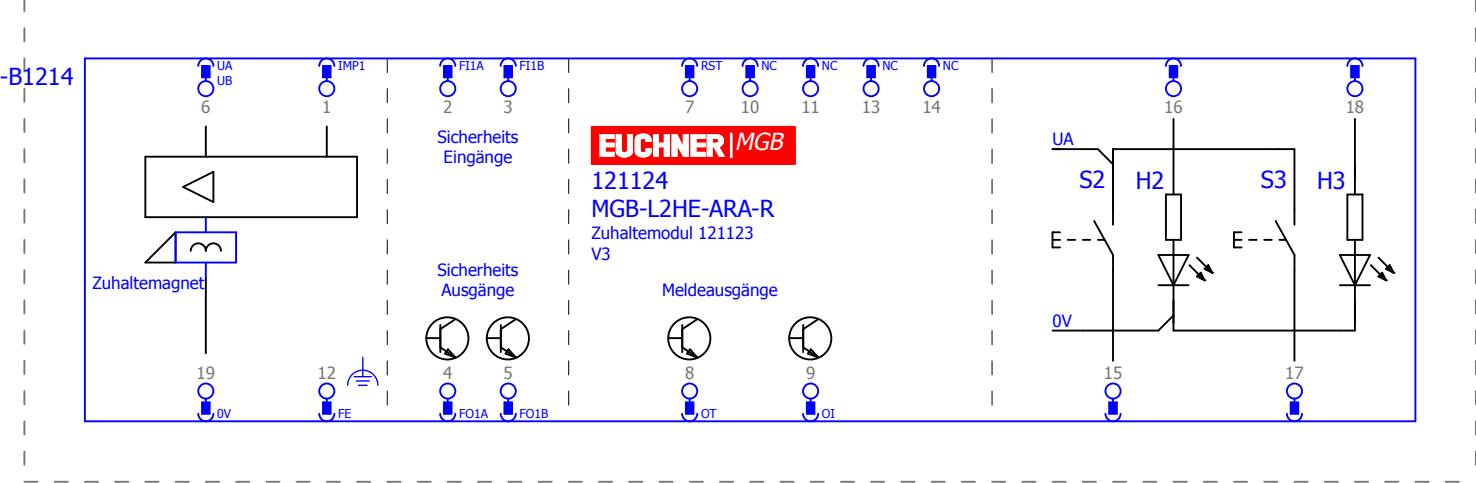 -B1214
UA
UB
IMP1
FI1A
FI1B
RST
NC
NC
NC
NC
6
1
2
3
7
10
11
13
14
16
18
Sicherheits
Eingänge
EUCHNER
MGB
121124
MGB-L2HE-ARA-R
Zuhaltemodul 121123
V3
UA
S2
H2
S3
H3
Zuhaltemagnet
Sicherheits
Ausgänge
Meldeausgänge
0V
19
12
4
5
8
9
15
17
0V
FE
FO1A
FO1B
OT
OI